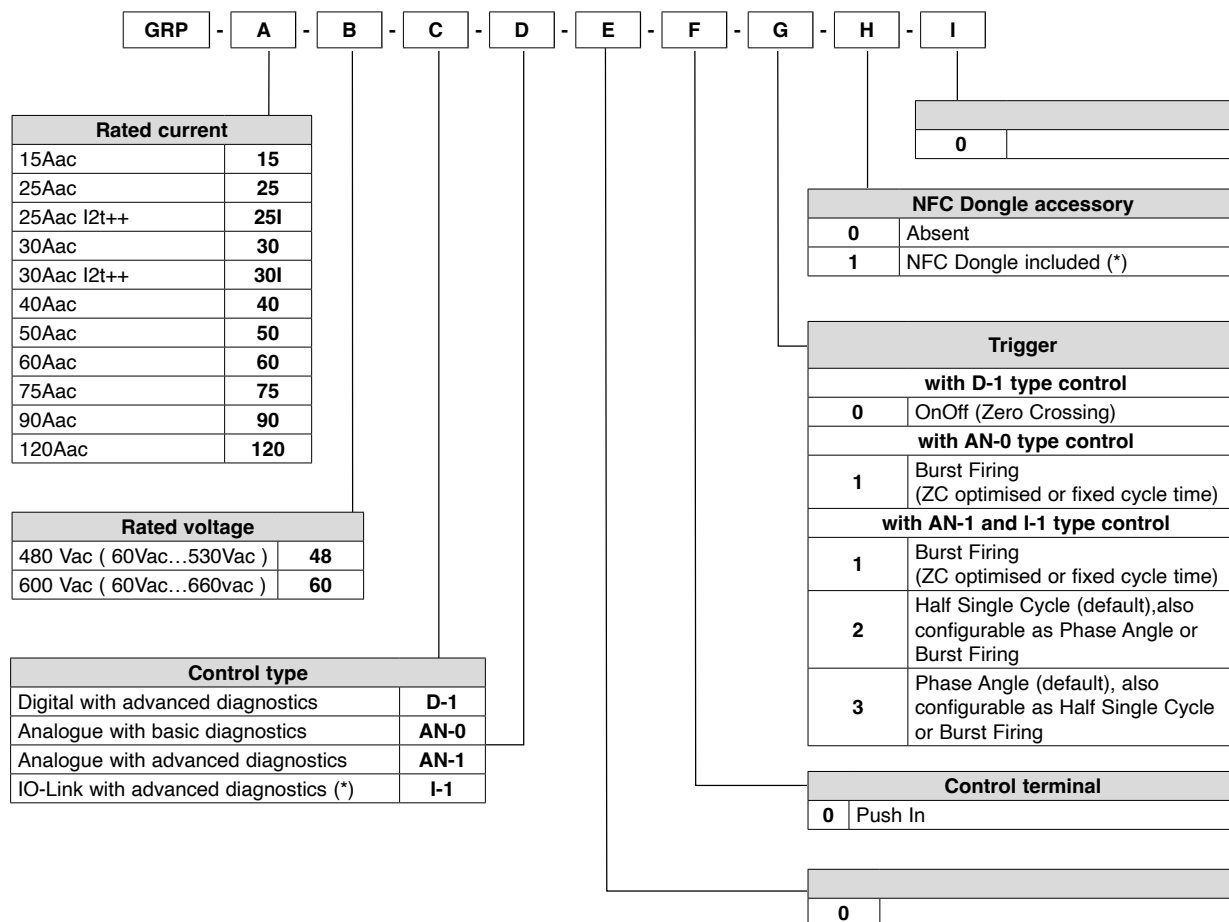 GRP - A - B - C - D - E - F - G - H - I
Rated current
15Aac 15
25Aac 25
25Aac I2t++ 25I
30Aac 30
30Aac I2t++ 30I
40Aac 40
50Aac 50
60Aac 60
75Aac 75
90Aac 90
120Aac 120
Rated voltage
480 Vac ( 60Vac...530Vac ) 48
600 Vac ( 60Vac...660vac ) 60
Control type
Digital with advanced diagnostics D-1
Analogue with basic diagnostics AN-0
Analogue with advanced diagnostics AN-1
IO-Link with advanced diagnostics (*) I-1
0
NFC Dongle accessory
0 Absent
1 NFC Dongle included (*)
Trigger
with D-1 type control
0 OnOff (Zero Crossing)
with AN-0 type control
1 Burst Firing
(ZC optimised or fixed cycle time)
with AN-1 and I-1 type control
1 Burst Firing
(ZC optimised or fixed cycle time)
2 Half Single Cycle (default),also
configurable as Phase Angle or
Burst Firing
3 Phase Angle (default), also
configurable as Half Single Cycle
or Burst Firing
Control terminal
0 Push In
0